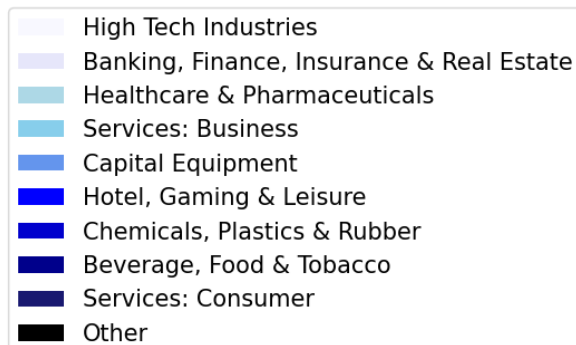 High Tech Industries
Banking, Finance, Insurance & Real Estate
Healthcare & Pharmaceuticals
Services: Business
Capital Equipment
Hotel, Gaming & Leisure
Chemicals, Plastics & Rubber
Beverage, Food & Tobacco
Services: Consumer
Other